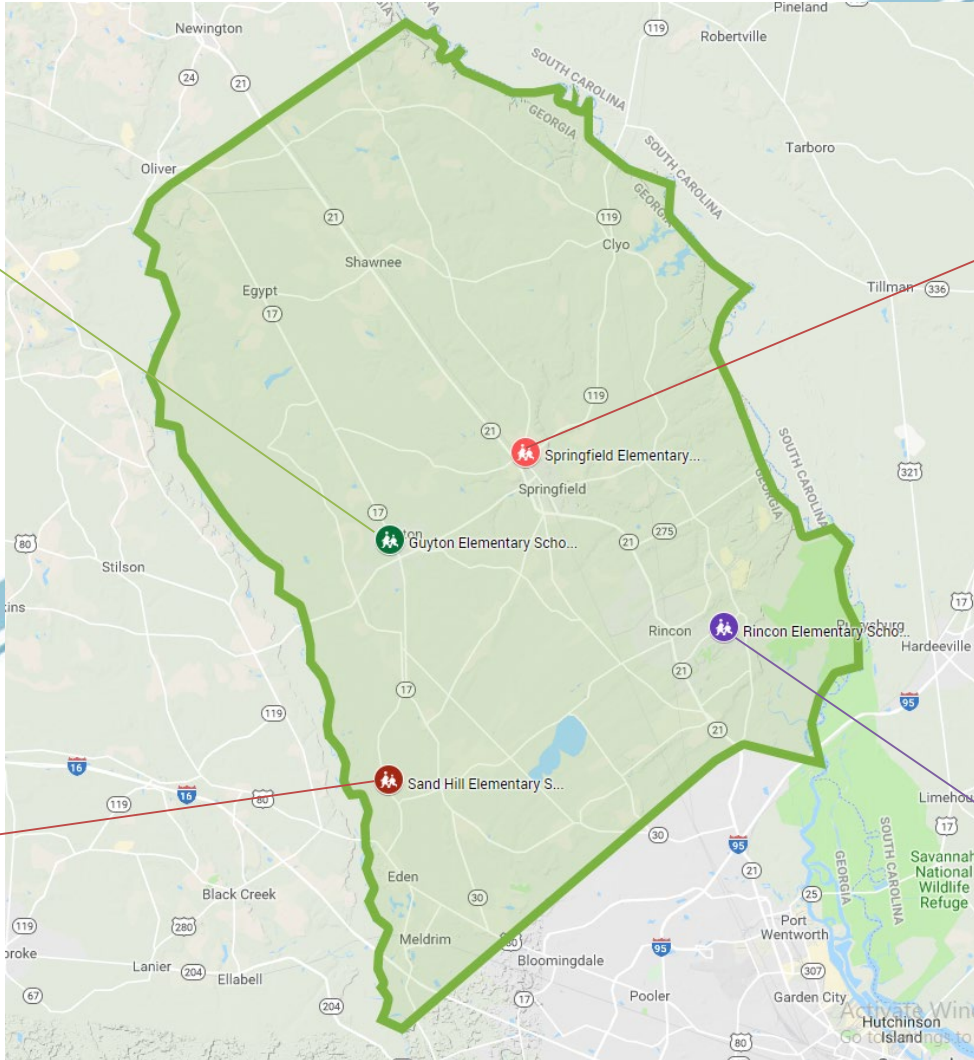 Pineland
Newington
119
Robertville
24
21
SOUTH CAROLINA
GEORGIA
SOUTH CAROLINA
Tarboro
Oliver
GEORGIA
21
119
Clyo
Shawnee
Egypt
17
Tillman
336
119
21
Springfield Elementary...
SOUTH CAROLINA
GEORGIA
321
Springfield
17
Guyton Elementary Scho...
21
275
80
Stilson
17
Rincon
Rincon Elementary Scho...
Hardeeville
21
17
95
119
21
16
16
119
80
Sand Hill Elementary S...
Limehou
17
30
95
21
SOUTH CAROLINA
GEORGIA
Savannah
National
Wildlife
Refuge
Eden
Black Creek
30
25
119
280
Meldrim
80
Port
Wentworth
95
Bloomingdale
Lanier
204
Ellabell
307
67
204
17
Pooler
Garden City
Hutchinson
Island
80